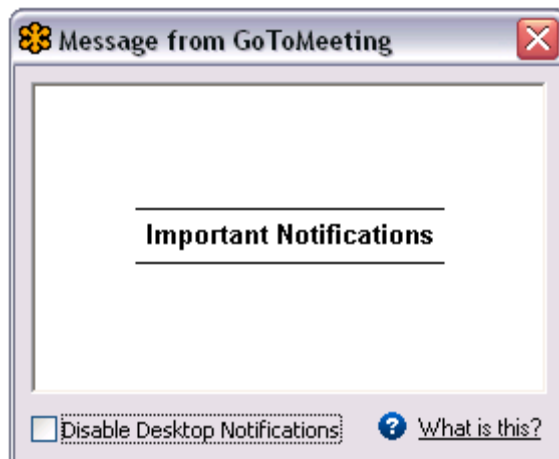 Message from GoToMeeting
Important Notifications
Disable Desktop Notifications
What is this?